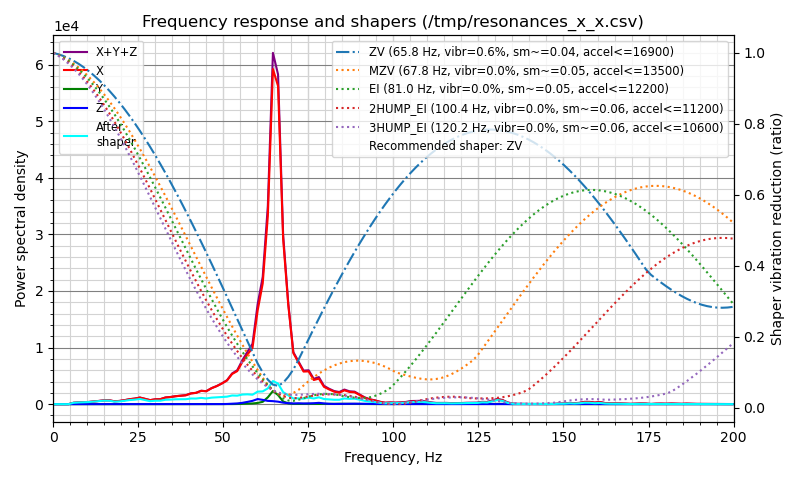 Frequency response and shapers (/tmp/resonances_x_x.csv)
1e4
X+Y+Z
X
Y
Z
After
shaper
ZV (65.8 Hz, vibr=0.6%, sm~=0.04, accel<=16900)
MZV (67.8 Hz, vibr=0.0%, sm~=0.05, accel<=13500)
EI (81.0 Hz, vibr=0.0%, sm~=0.05, accel<=12200)
2HUMP_EI (100.4 Hz, vibr=0.0%, sm~=0.06, accel<=11200)
3HUMP_EI (120.2 Hz, vibr=0.0%, sm~=0.06, accel<=10600)
Recommended shaper: ZV
Power spectral density
6
5
4
3
2
1
0
1.0
0.8
0.6
0.4
0.2
0.0
Shaper vibration reduction (ratio)
0 25 50 75 100 125 150 175 200
Frequency, Hz